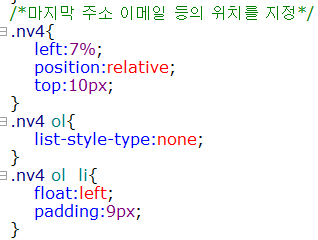 /*마지막 주소 이메일 등의 위치를 지정*/
.nv4{
left:7%;
position:relative;
top:10px;
}
.nv4 ol{
list-style-type:none;
}
.nv4 ol  li{
float:left;
padding:9px;
}